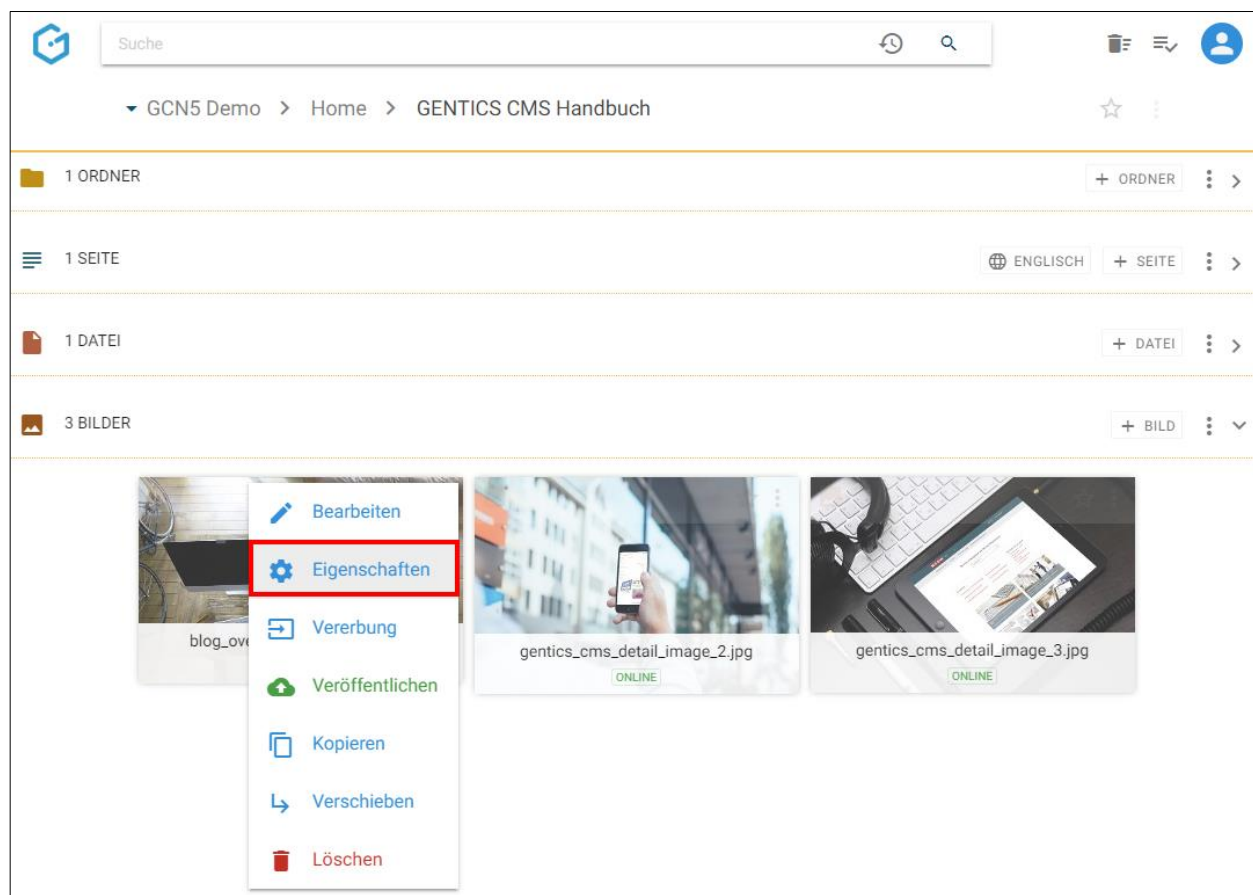 Suche
GCN5 Demo > Home > GENTICS CMS Handbuch
1 ORDNER
+ ORDNER
1 SEITE
ENGLISCH
+ SEITE
1 DATEI
+ DATEI
3 BILDER
+ BILD
Bearbeiten
Eigenschaften
Vererbung
Veröffentlichen
Kopieren
Verschieben
Löschen
gentics_cms_detail_image_2.jpg
ONLINE
gentics_cms_detail_image_3.jpg
ONLINE